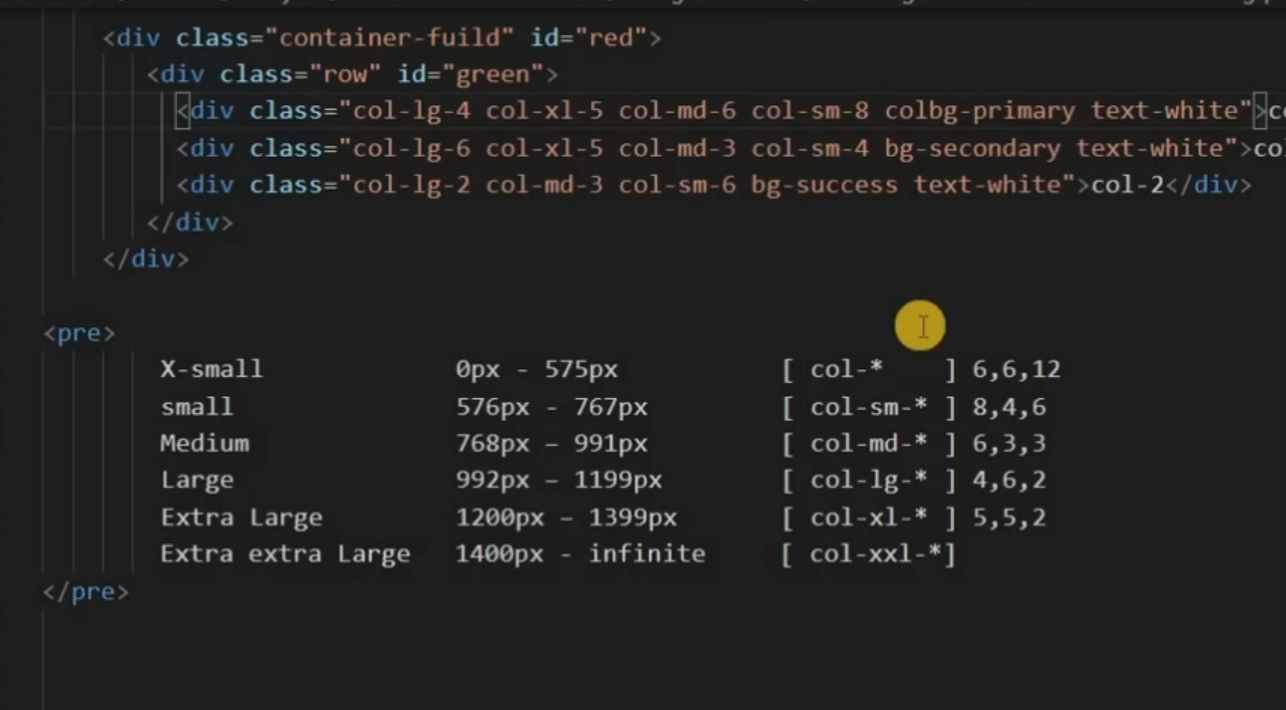 <div class="container-fuild" id="red">
<div class="row" id="green">
<div class="col-lg-4 col-xl-5 col-md-6 col-sm-8 colbg-primary text-white">co
<div class="col-lg-6 col-xl-5 col-md-3 col-sm-4 bg-secondary text-white">co
<div class="col-lg-2 col-md-3 col-sm-6 bg-success text-white">col-2</div>
</div>
</div>
<pre>
X-small 0px - 575px [ col-* ] 6,6,12
small 576px - 767px [ col-sm-* ] 8,4,6
Medium 768px – 991px [ col-md-* ] 6,3,3
Large 992px – 1199px [ col-lg-* ] 4,6,2
Extra Large 1200px – 1399px [ col-xl-* ] 5,5,2
Extra extra Large 1400px - infinite [ col-xxl-*]
</pre>